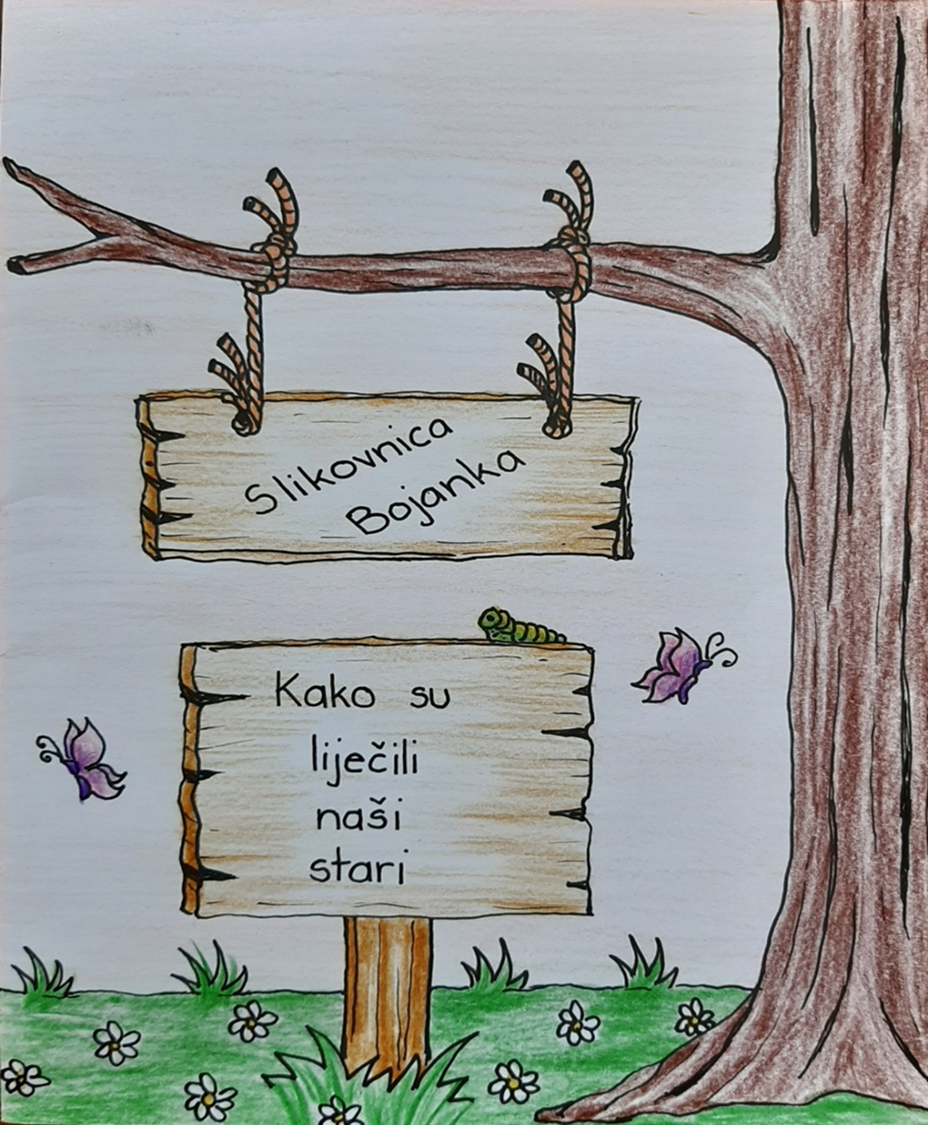 Slikovnica
Bojanka
Kako su
liječili
naši
stari